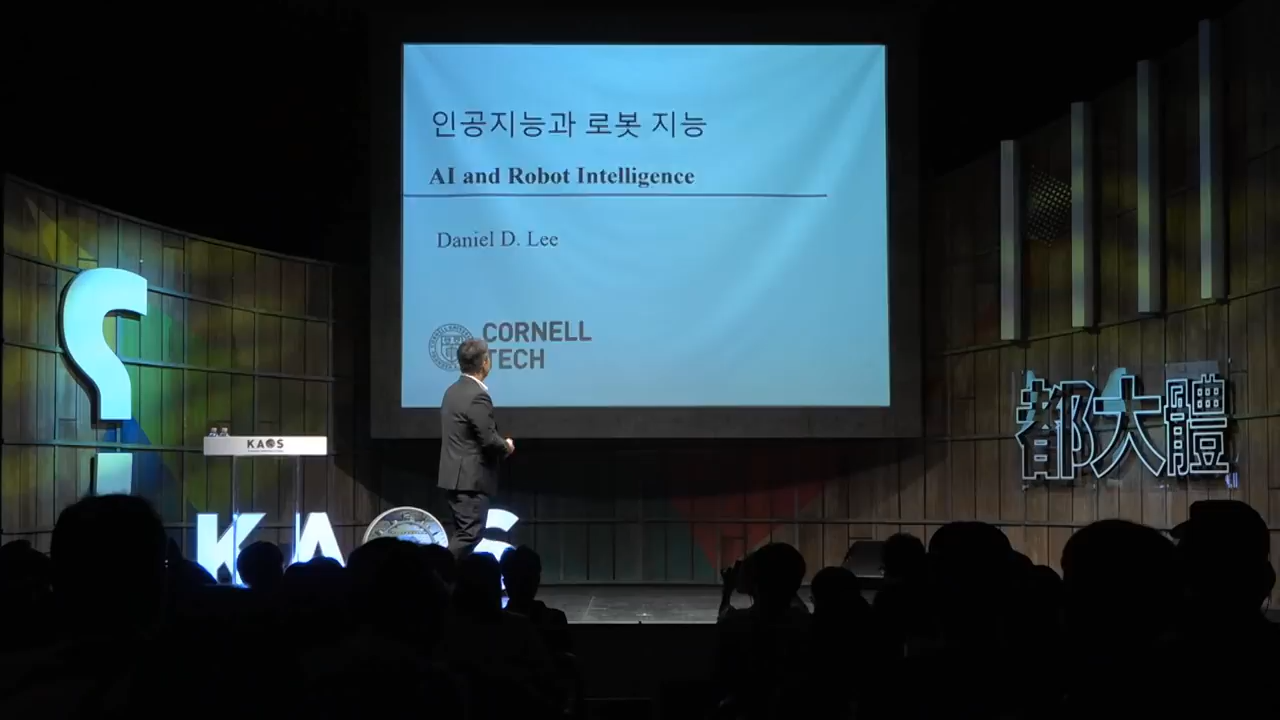 인공지능과 로봇 지능
AI and Robot Intelligence
Daniel D. Lee
CORNELL
TECH
KAOS
KAOS
都大體